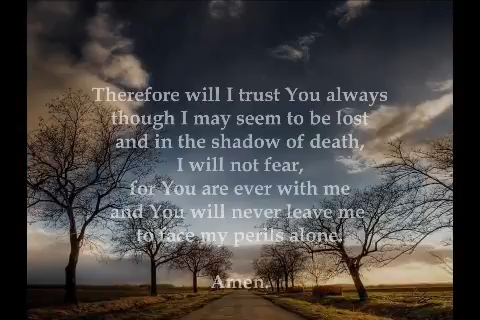 Therefore will I trust You always
though I may seem to be lost
and in the shadow of death,
I will not fear,
for You are ever with me
and You will never leave me
to face my perils alone.
Amen.